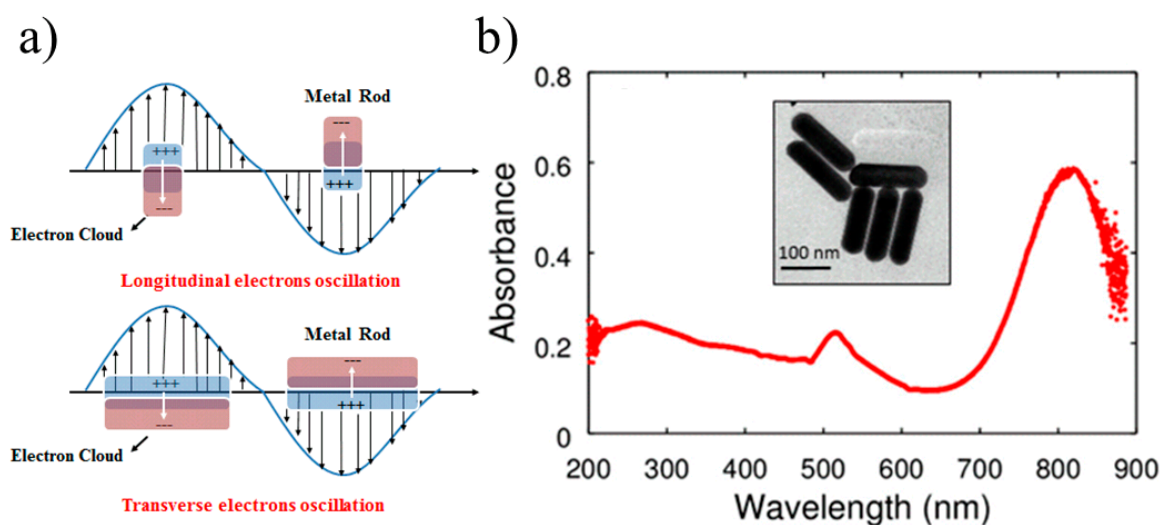 a)
Metal Rod
+++
---
---
+++
Electron Cloud
Longitudinal electrons oscillation
Metal Rod
+++
---
---
+++
Electron Cloud
Transverse electrons oscillation
b)
Absorbance
0.8
0.6
0.4
0.2
0
100 nm
200 300 400 500 600 700 800 900
Wavelength (nm)